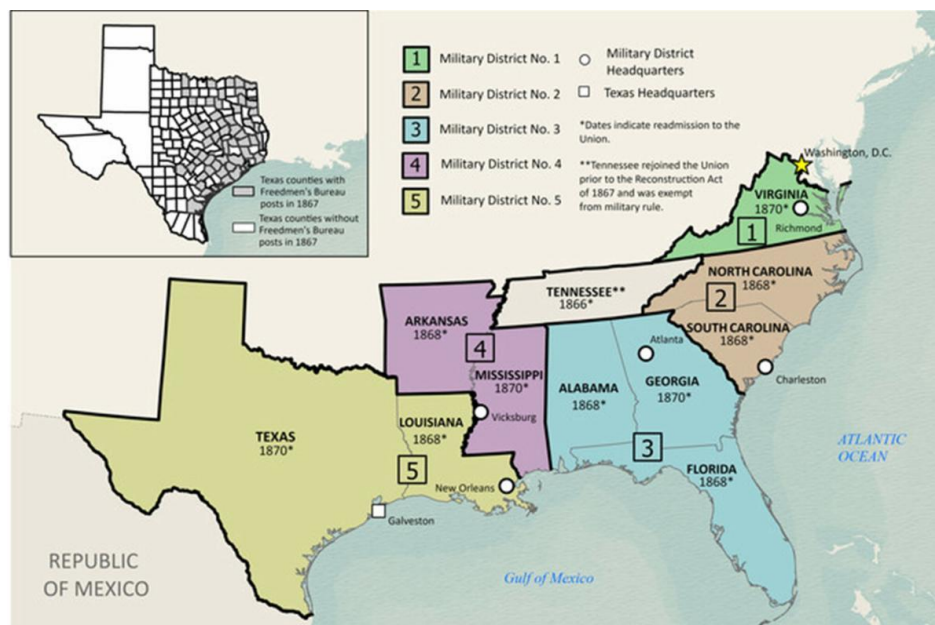 Texas counties with
Freedmen's Bureau
posts in 1867
Texas counties without
Freedmen's Bureau
posts in 1867
1 Military District No. 1
2 Military District No. 2
3 Military District No. 3
4 Military District No. 4
5 Military District No. 5
Military District
Headquarters
Texas Headquarters
*Dates indicate readmission to the
Union.
**Tennessee rejoined the Union
prior to the Reconstruction Act
of 1867 and was exempt
from military rule.
Washington, D.C.
VIRGINIA
1870*
Richmond
1
NORTH CAROLINA
1868*
2
SOUTH CAROLINA
1868*
Charleston
TENNESSEE**
1866*
ARKANSAS
1868*
4
MISSISSIPPI
1870*
Vicksburg
Atlanta
ALABAMA
1868*
GEORGIA
1870*
3
FLORIDA
1868*
TEXAS
1870*
LOUISIANA
1868*
5
New Orleans
Galveston
ATLANTIC
OCEAN
REPUBLIC
OF MEXICO
Gulf of Mexico